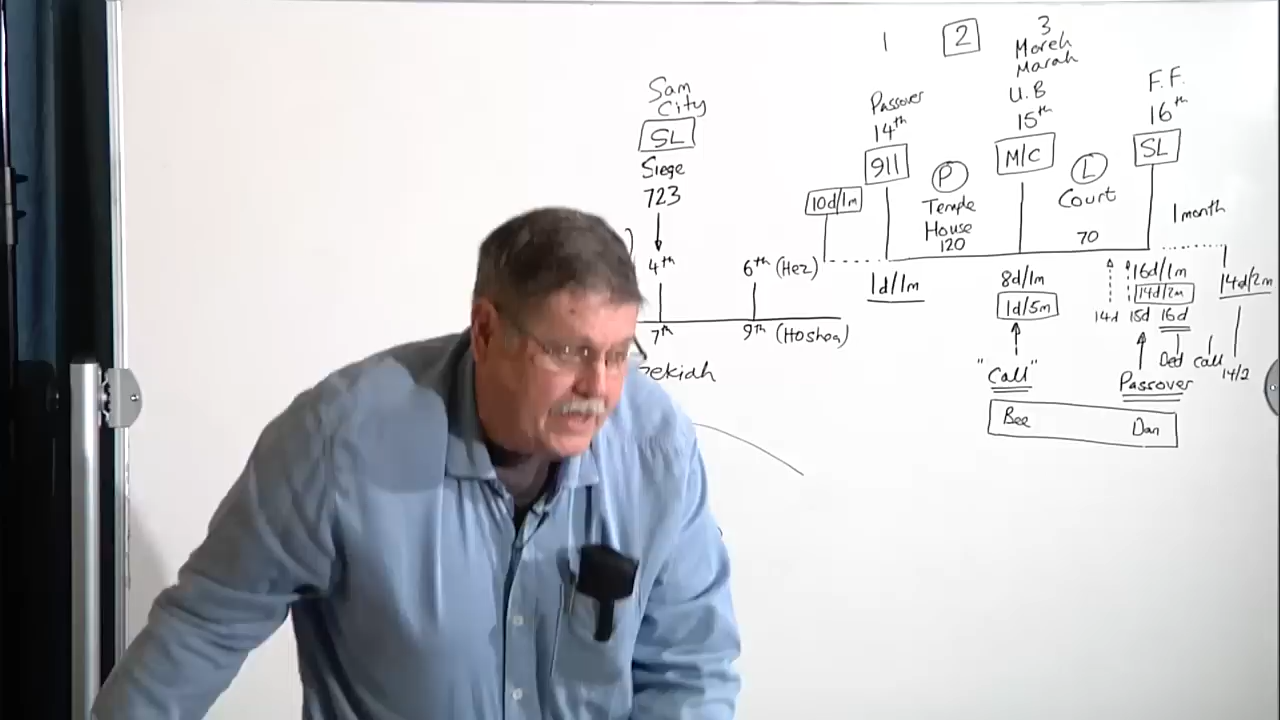 1 2 3
Moreh
Marah
Sam
City
SL
Siege
723
4th
7th
6th (Hez)
9th (Hoshea)
10d/1m
Passover
14th
911
1d/1m
P
Temple
House
120
U.B
15th
M/C
8d/1m
1d/5m
"Call"
L
Court
70
F.F.
16th
SL
1 month
16d/1m
14d/2m
14d 15d 16d
14d/2m
Ded call
14/2
Passover
Bee Dan